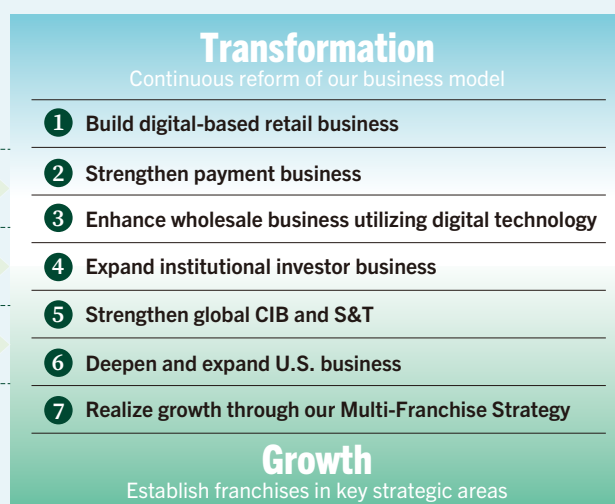 Transformation
Continuous reform of our business model
1 Build digital-based retail business
2 Strengthen payment business
3 Enhance wholesale business utilizing digital technology
4 Expand institutional investor business
5 Strengthen global CIB and S&T
6 Deepen and expand U.S. business
7 Realize growth through our Multi-Franchise Strategy
Growth
Establish franchises in key strategic areas